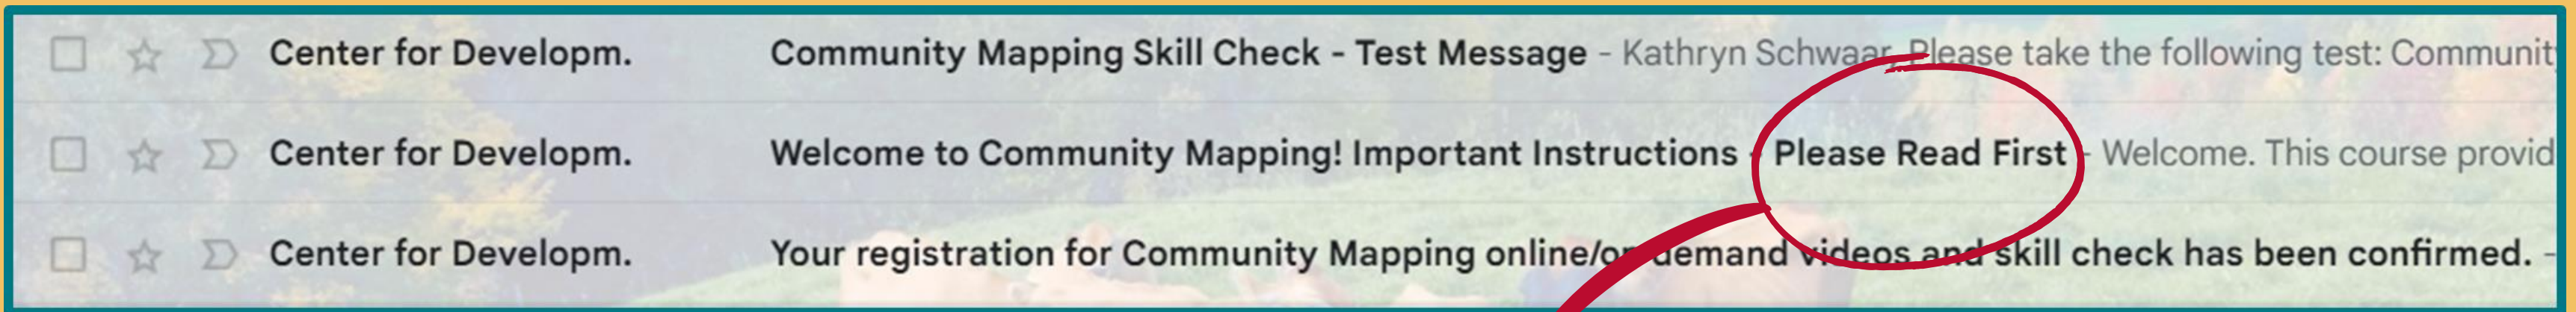 Center for Developm. Community Mapping Skill Check - Test Message - Kathryn Schwaar, Please take the following test: Community
Center for Developm. Welcome to Community Mapping! Important Instructions - Please Read First - Welcome. This course provid
Center for Developm. Your registration for Community Mapping online/on demand videos and skill check has been confirmed. -